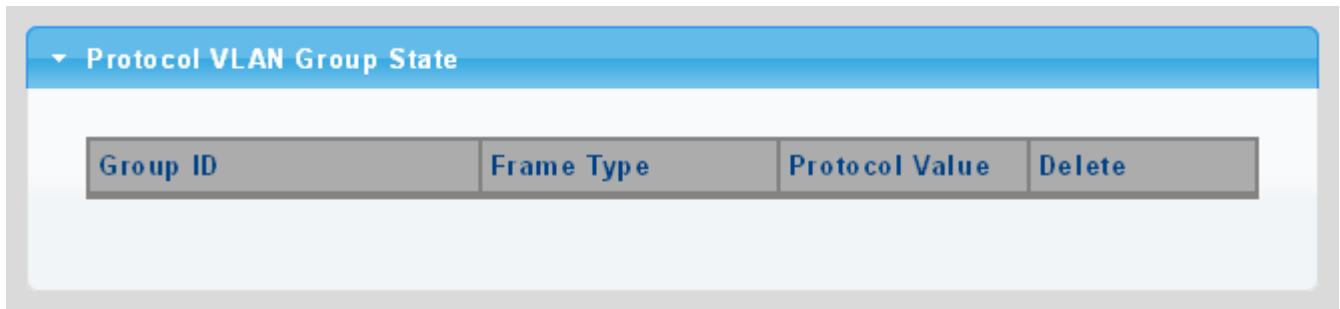 Protocol VLAN Group State
Group ID Frame Type Protocol Value Delete